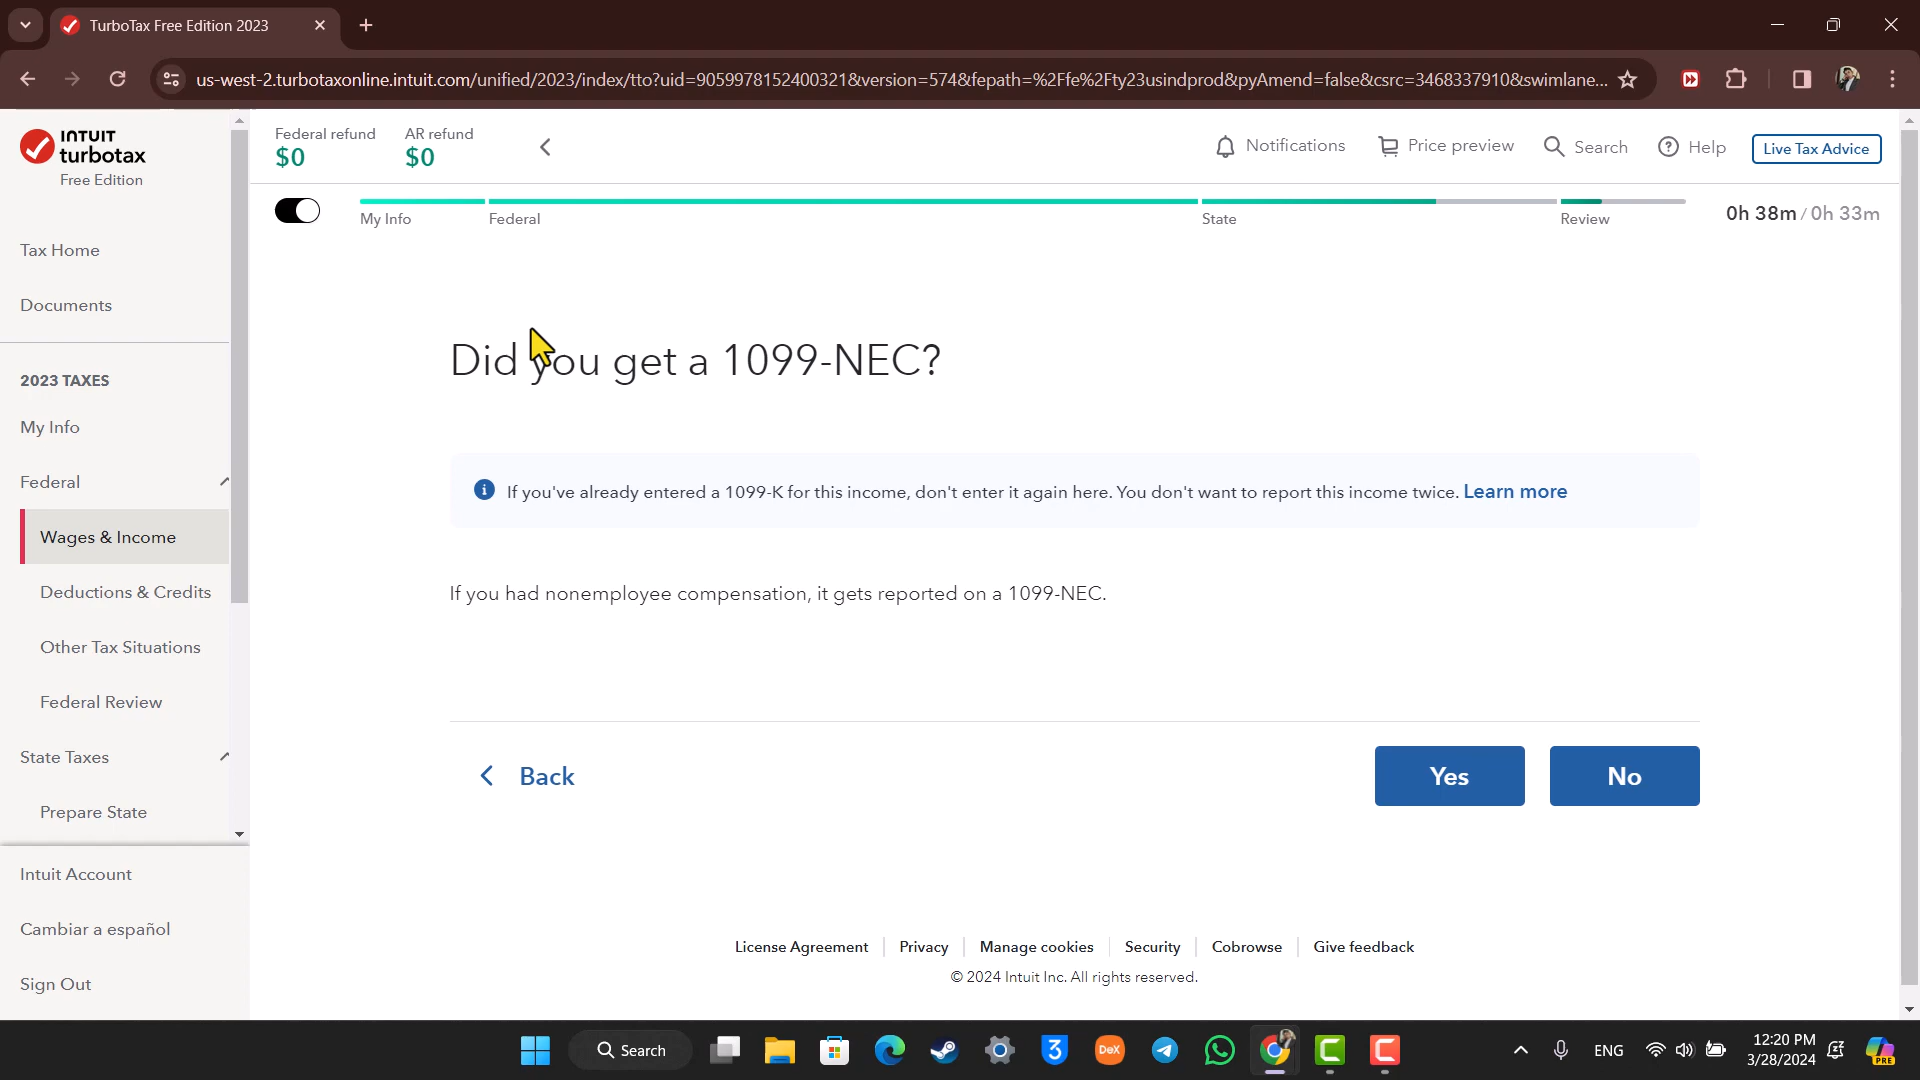 TurboTax Free Edition 2023
us-west-2.turbotaxonline.intuit.com/unified/2023/index/tto?uid=9059978152400321&version=574&fepath=%2Ffe%2Fty23usindprod&pyAmend=false&csrc=3468337910&swimlane...
INTUIT
turbotax
Free Edition
Federal refund
$0
AR refund
$0
Notifications
Price preview
Search
Help
Live Tax Advice
My Info
Federal
State
Review
0h 38m / 0h 33m
Tax Home
Documents
2023 TAXES
My Info
Federal
Wages & Income
Deductions & Credits
Other Tax Situations
Federal Review
State Taxes
Prepare State
Intuit Account
Cambiar a español
Sign Out
Did you get a 1099-NEC?
If you've already entered a 1099-K for this income, don't enter it again here. You don't want to report this income twice. Learn more
If you had nonemployee compensation, it gets reported on a 1099-NEC.
Back
Yes
No
License Agreement
Privacy
Manage cookies
Security
Cobrowse
Give feedback
© 2024 Intuit Inc. All rights reserved.
Search
3
DeX
ENG
12:20 PM
3/28/2024
PRE